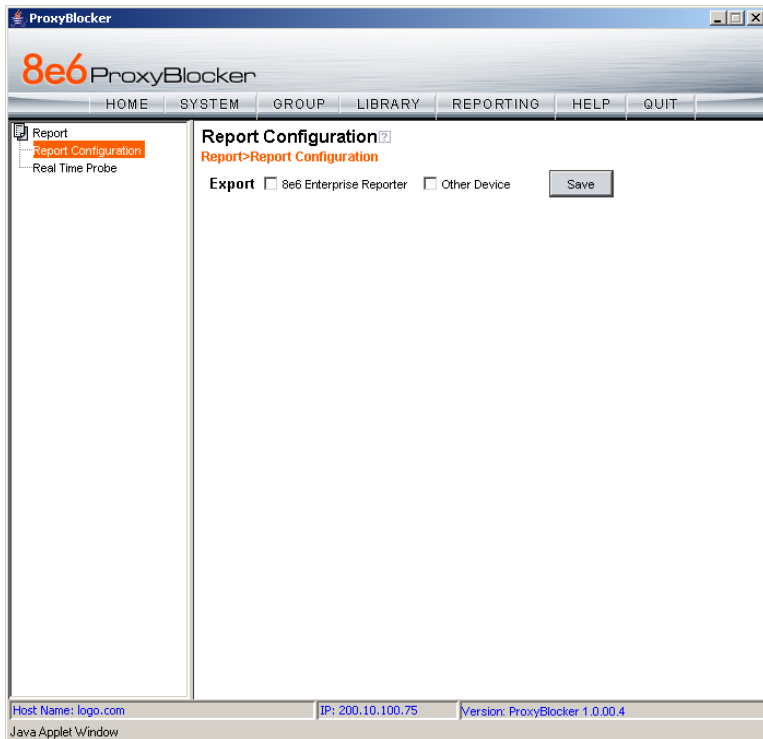 ProxyBlocker
8e6 ProxyBlocker
HOME SYSTEM GROUP LIBRARY REPORTING HELP QUIT
Report
Report Configuration
Real Time Probe
Report Configuration?
Report>Report Configuration
Export 8e6 Enterprise Reporter Other Device Save
Host Name: logo.com IP: 200.10.100.75 Version: ProxyBlocker 1.0.00.4
Java Applet Window